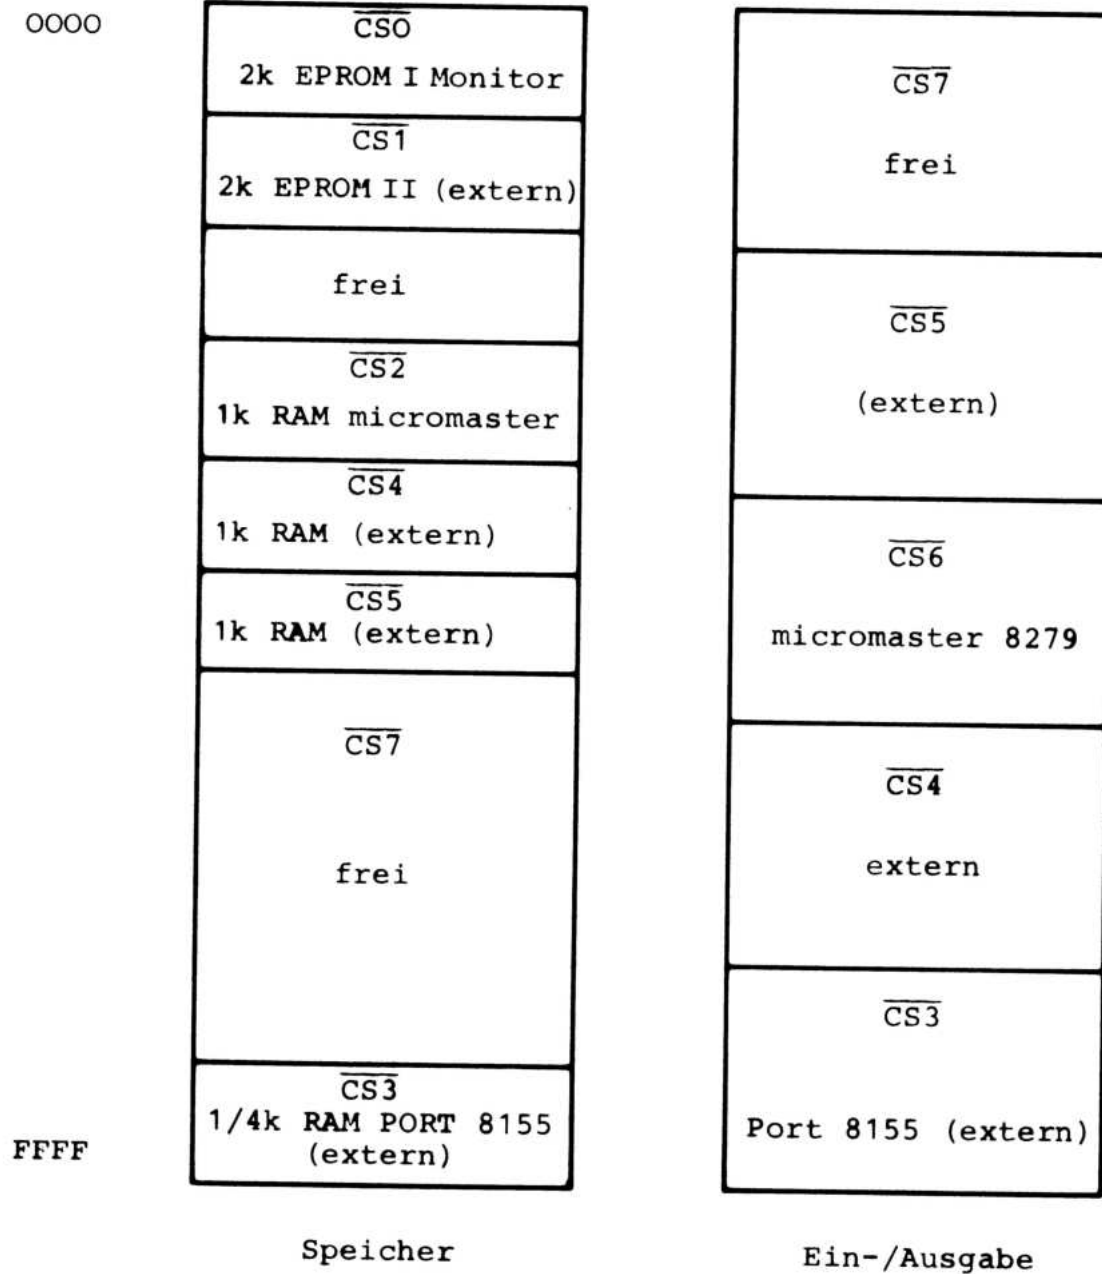 0000
CS0
2k EPROM I Monitor
CS1
2k EPROM II (extern)
frei
CS2
1k RAM micromaster
CS4
1k RAM (extern)
CS5
1k RAM (extern)
CS7
frei
CS3
1/4k RAM PORT 8155
(extern)
FFFF
Speicher
CS7
frei
CS5
(extern)
CS6
micromaster 8279
CS4
extern
CS3
Port 8155 (extern)
Ein-/Ausgabe